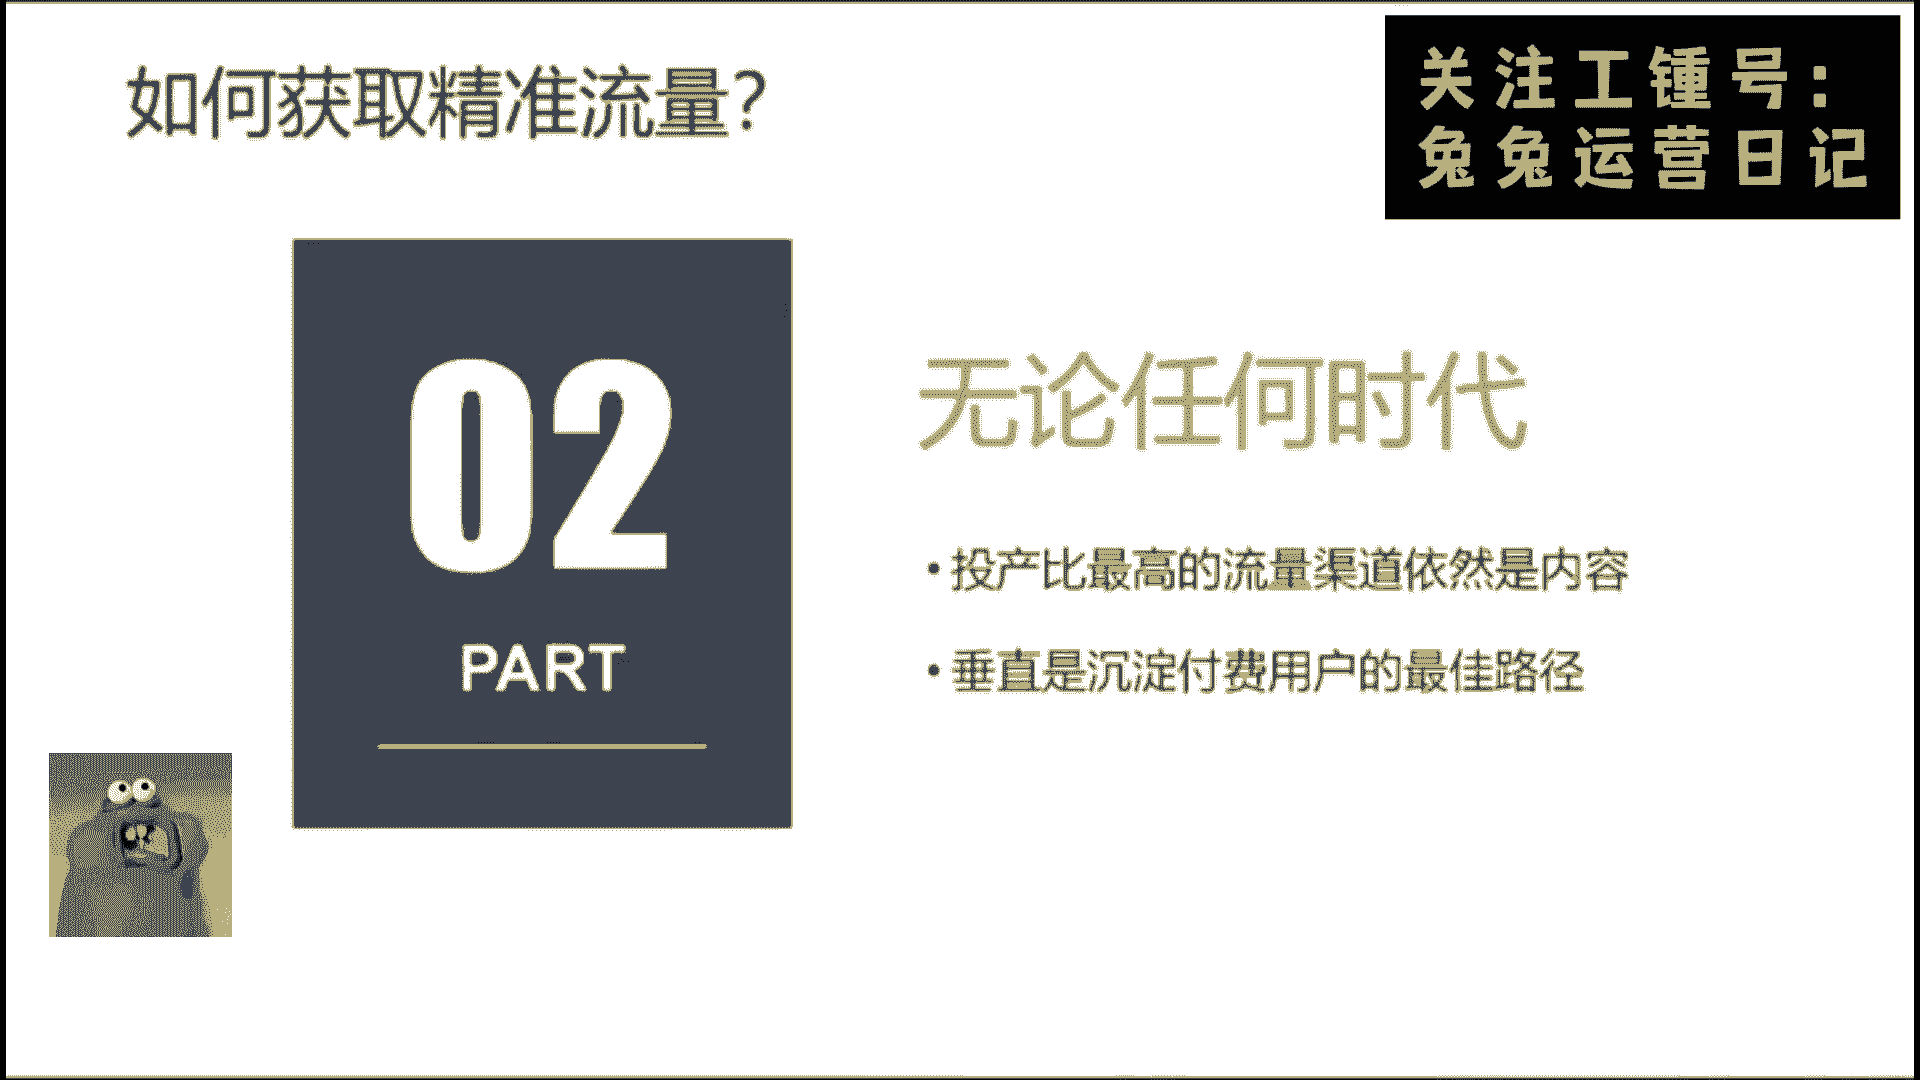 如何获取精准流量?
关注工锺号:
兔兔运营日记
02
PART
无论任何时代
• 投产比最高的流量渠道依然是内容
• 垂直是沉淀付费用户的最佳路径